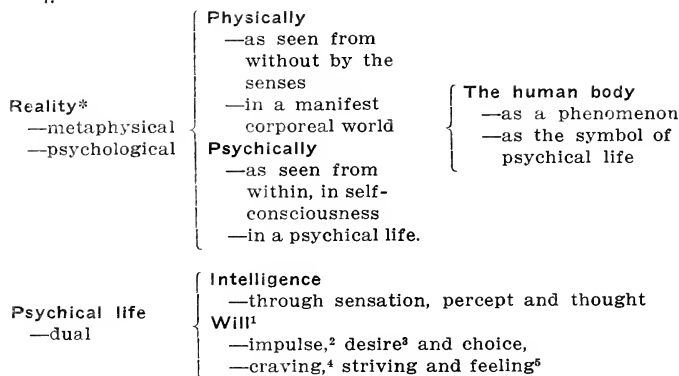 Reality*
—metaphysical
—psychological
Physically
—as seen from
without by the
senses
—in a manifest
corporeal world
Psychically
—as seen from
within, in self-
consciousness
—in a psychical life.
The human body
—as a phenomenon
—as the symbol of
psychical life
Psychical life
—dual
Intelligence
—through sensation, percept and thought
Will¹
—impulse,² desire³ and choice,
—craving,⁴ striving and feeling⁵